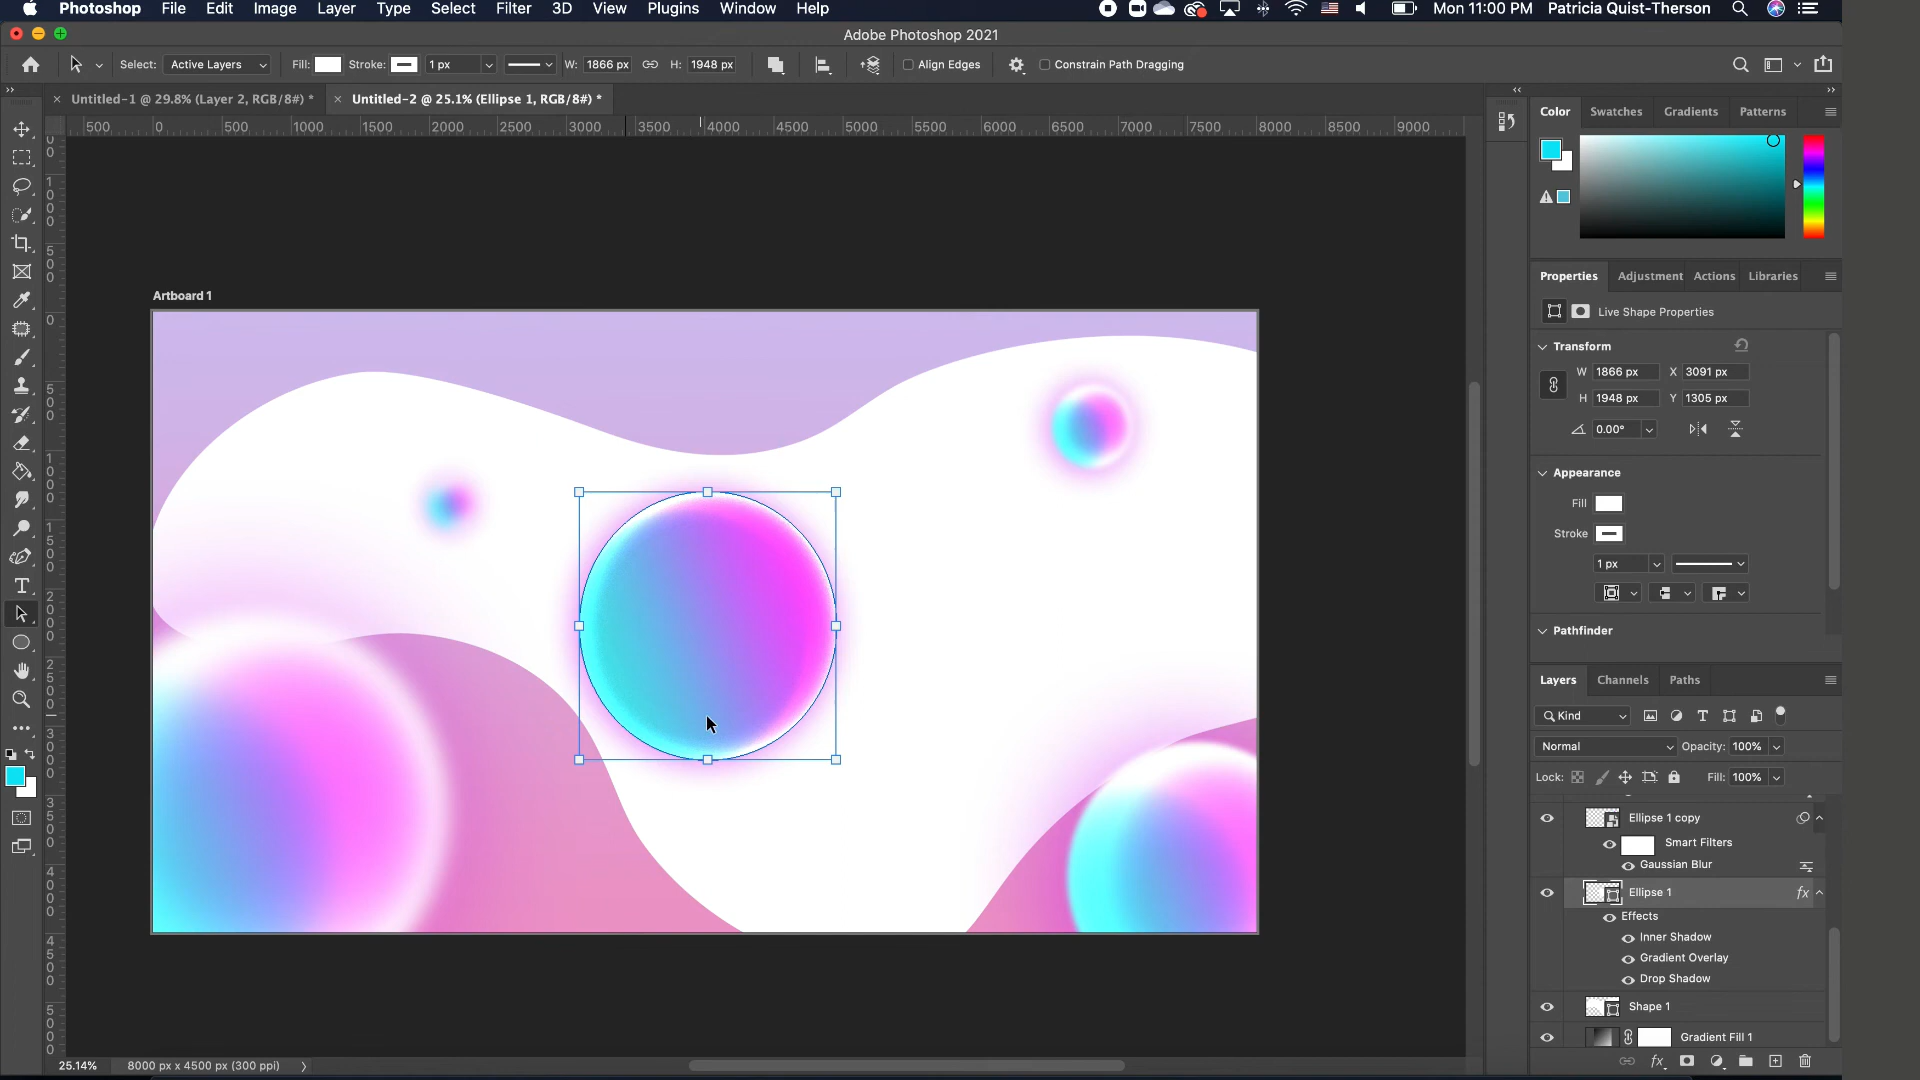 Photoshop File Edit Image Layer Type Select Filter 3D View Plugins Window Help Mon 11:00 PM Patricia Quist-Therson
Adobe Photoshop 2021
Select: Active Layers Fill: Stroke: 1 px W: 1866 px H: 1948 px Align Edges Constrain Path Dragging
Untitled-1 @ 29.8% (Layer 2, RGB/8#) * Untitled-2 @ 25.1% (Ellipse 1, RGB/8#) *
500 0 500 1000 1500 2000 2500 3000 3500 4000 4500 5000 5500 6000 6500 7000 7500 8000 8500 9000
Color Swatches Gradients Patterns
Artboard 1
Properties Adjustment Actions Libraries
Live Shape Properties
Transform
W 1866 px X 3091 px
H 1948 px Y 1305 px
0.00°
Appearance
Fill
Stroke
1 px
Pathfinder
Layers Channels Paths
Kind
Normal Opacity: 100%
Lock: Fill: 100%
Ellipse 1 copy
Smart Filters
Gaussian Blur
Ellipse 1 fx
Effects
Inner Shadow
Gradient Overlay
Drop Shadow
Shape 1
Gradient Fill 1
fx
25.14% 8000 px x 4500 px (300 ppi)